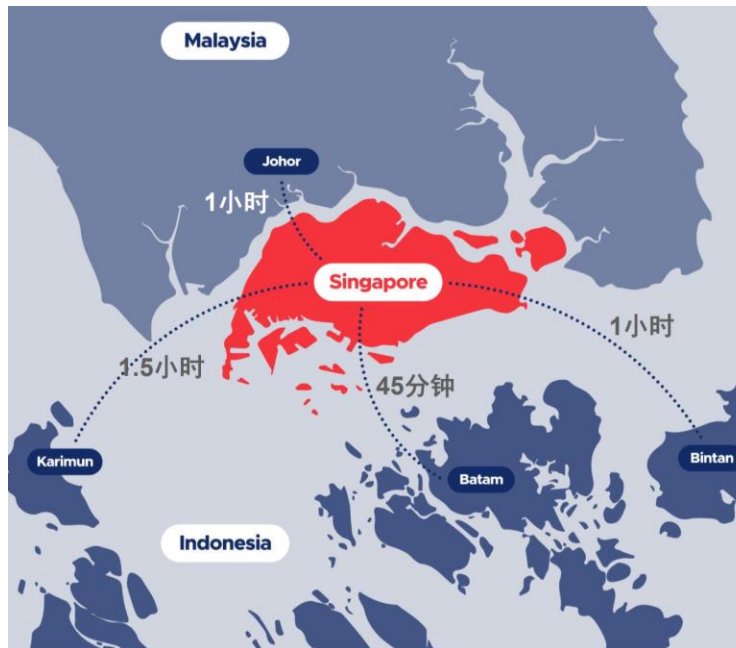 Malaysia
Johor
1小时
Singapore
1小时
1.5小时
45分钟
Karimun
Batam
Bintan
Indonesia